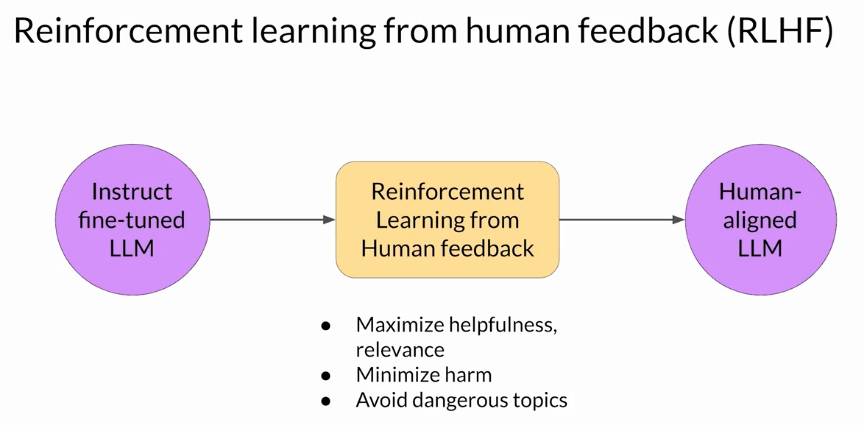 Reinforcement learning from human feedback (RLHF)
Instruct
fine-tuned
LLM
Reinforcement
Learning from
Human feedback
Human-
aligned
LLM
● Maximize helpfulness,
relevance
● Minimize harm
● Avoid dangerous topics